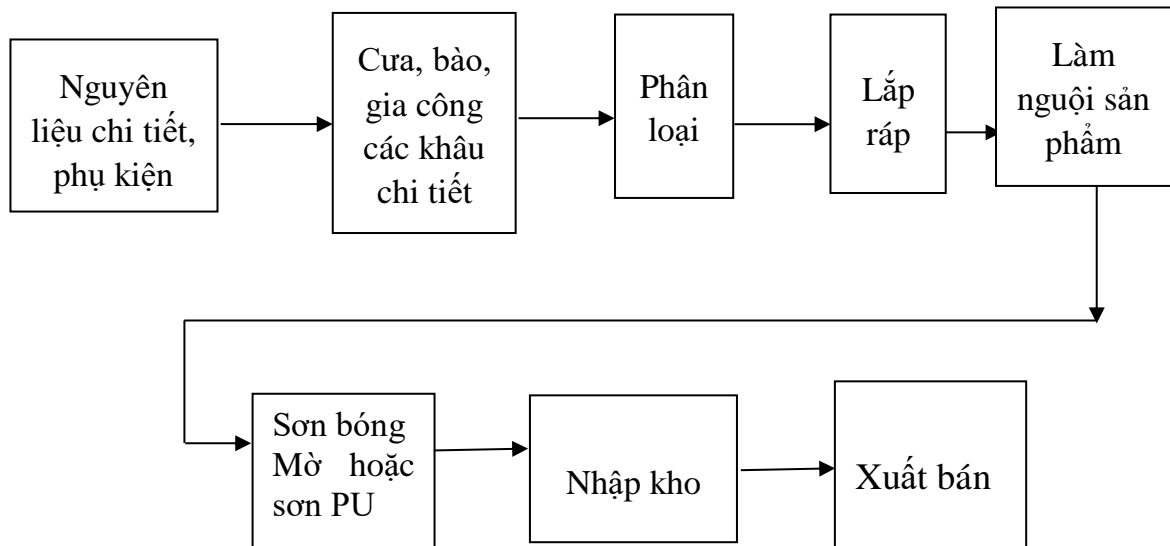 Nguyên
liệu chi tiết,
phụ kiện
Cưa, bào,
gia công
các khâu
chi tiết
Phân
loại
Lắp
ráp
Làm
nguội sản
phẩm
Sơn bóng
Mờ hoặc
sơn PU
Nhập kho
Xuất bán